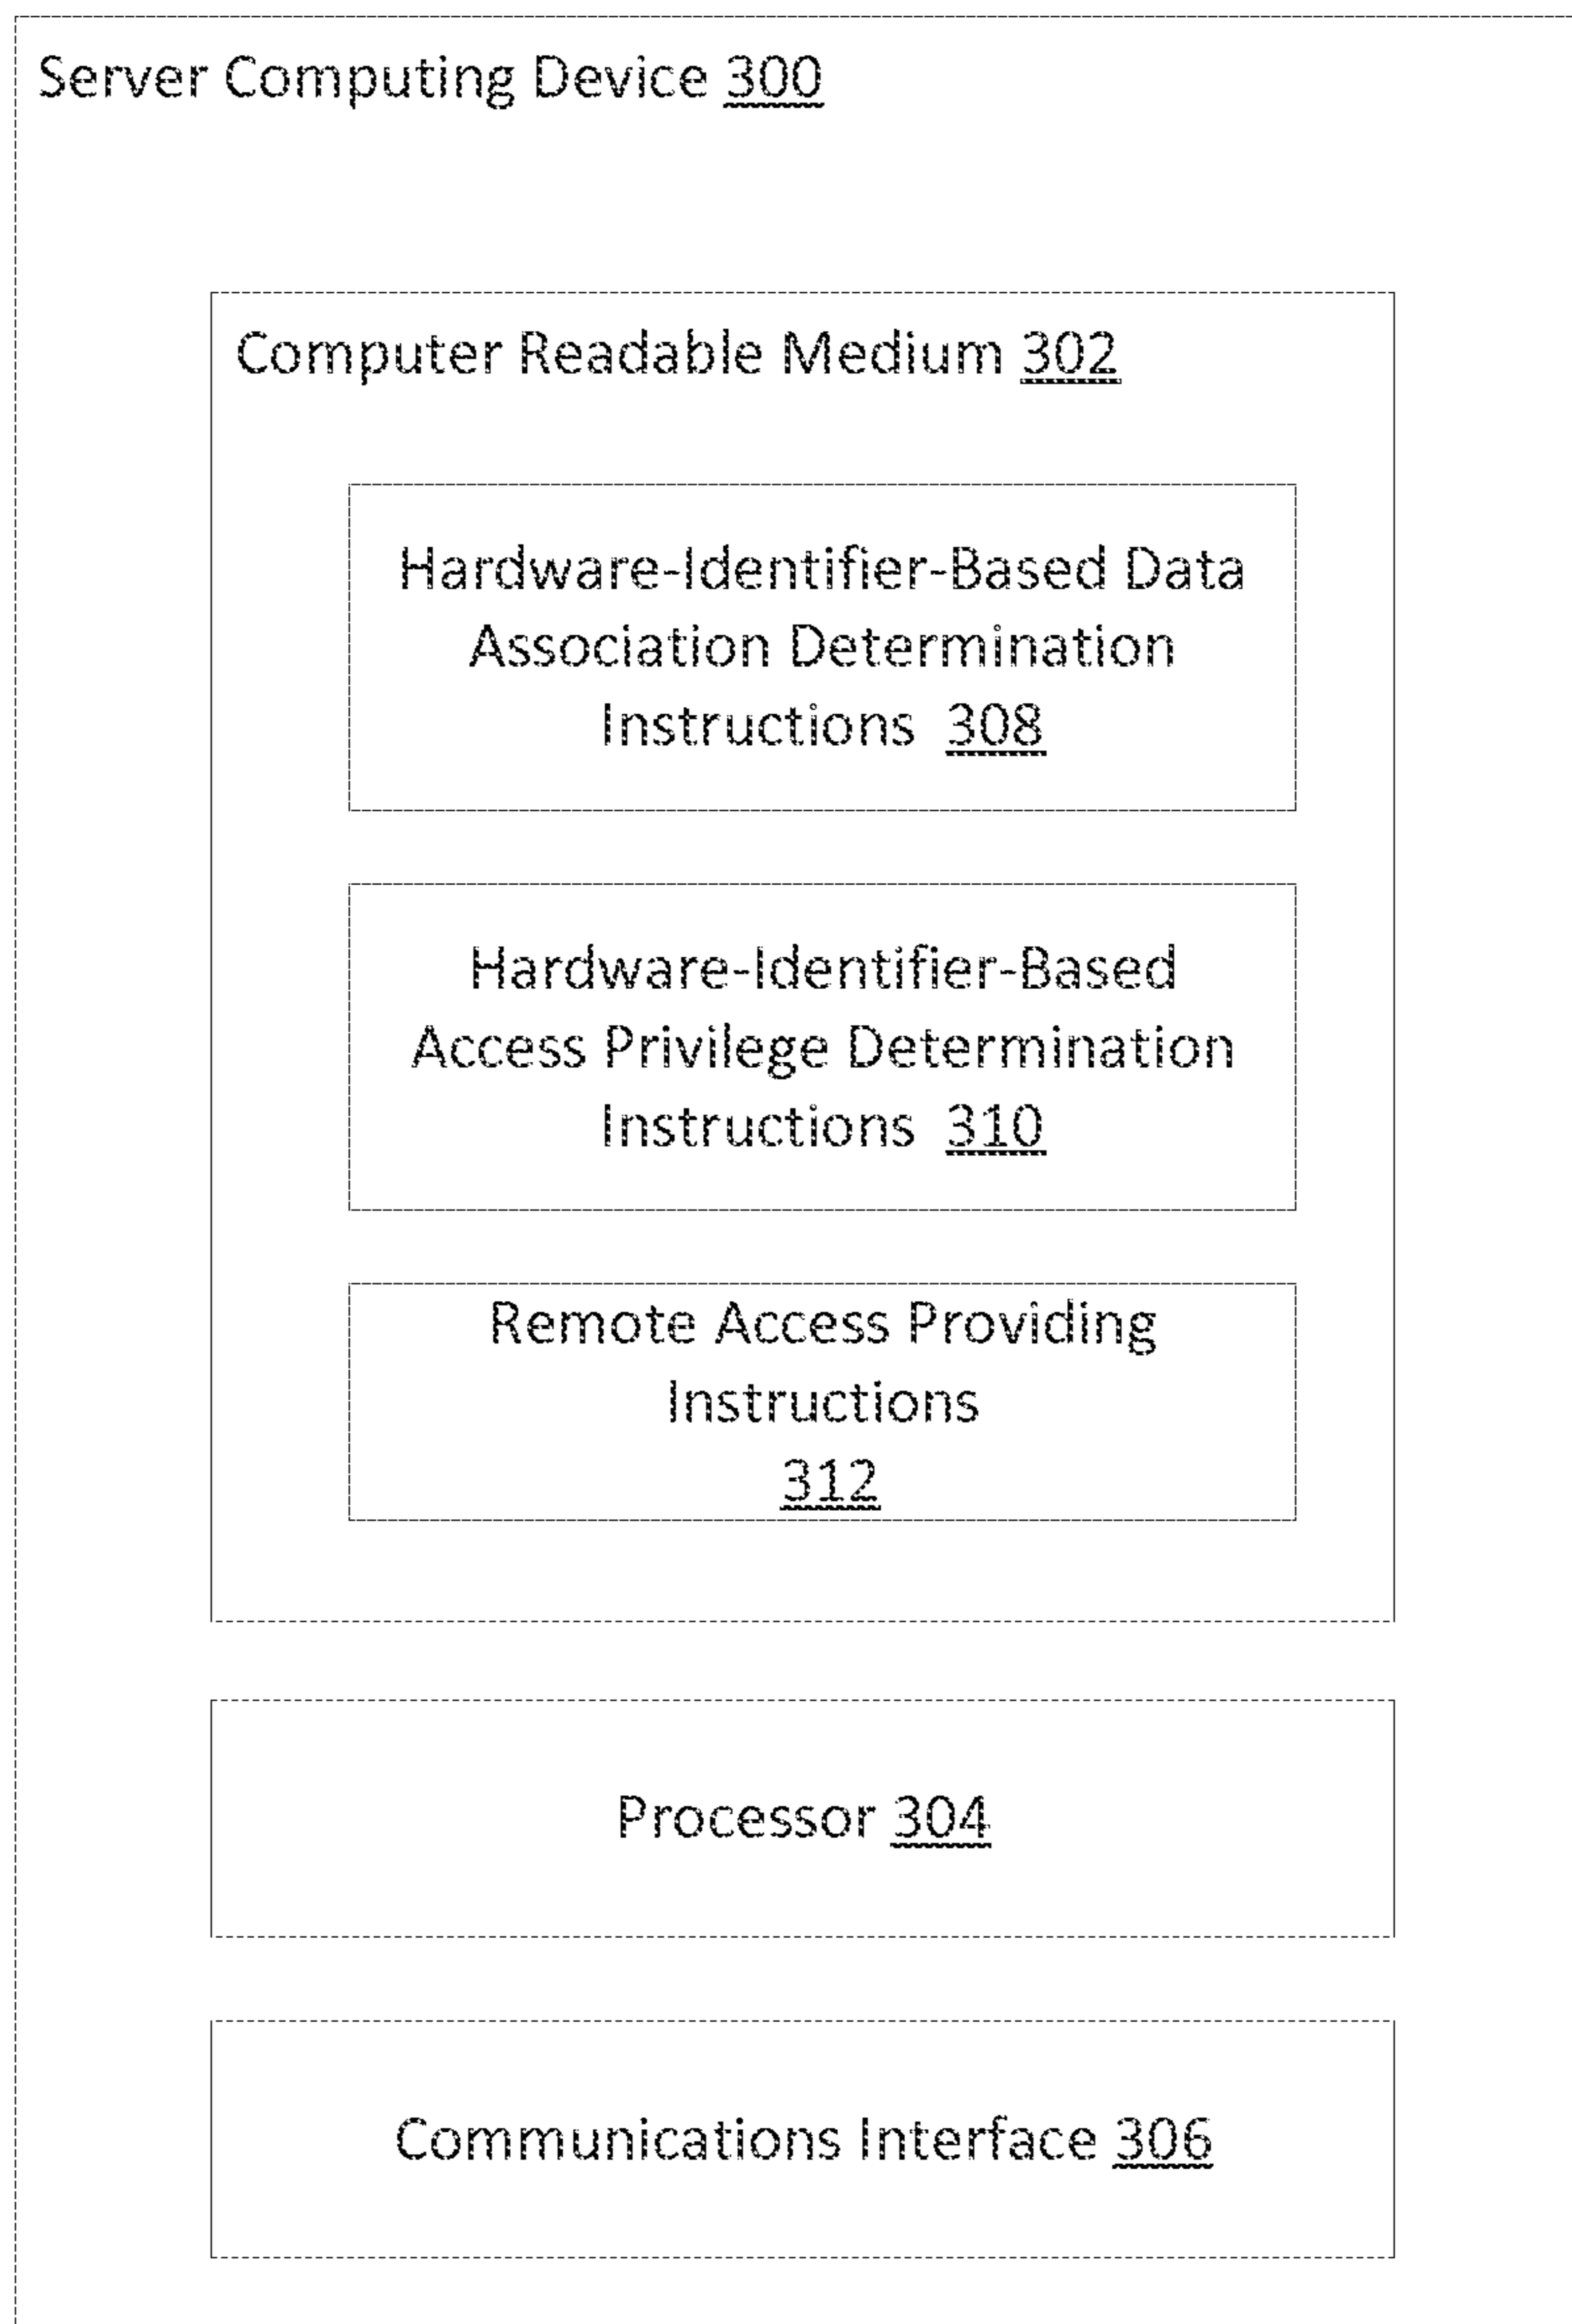 Server Computing Device 300
Computer Readable Medium 302
Hardware-Identifier-Based Data
Association Determination
Instructions 308
Hardware-Identifier-Based
Access Privilege Determination
Instructions 310
Remote Access Providing
Instructions
312
Processor 304
Communications Interface 306